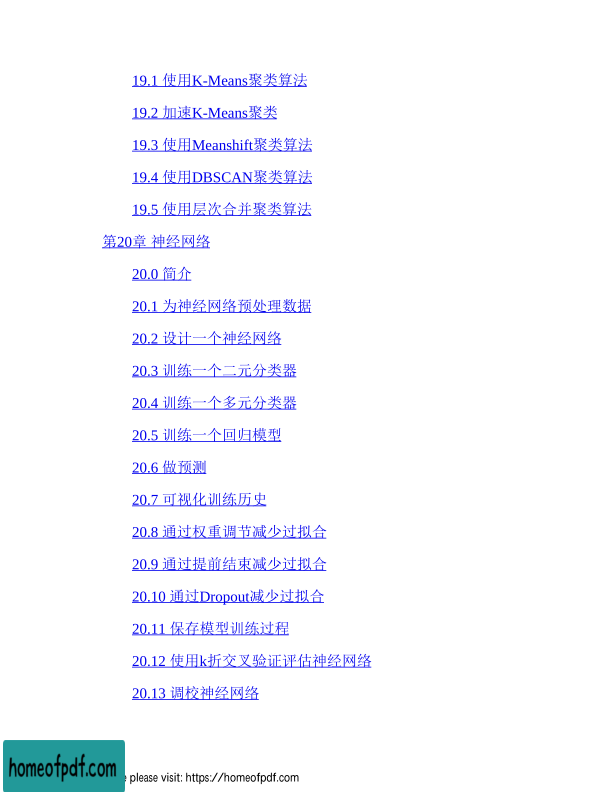 19.1 使用K-Means聚类算法
19.2 加速K-Means聚类
19.3 使用Meanshift聚类算法
19.4 使用DBSCAN聚类算法
19.5 使用层次合并聚类算法
第20章 神经网络
20.0 简介
20.1 为神经网络预处理数据
20.2 设计一个神经网络
20.3 训练一个二元分类器
20.4 训练一个多元分类器
20.5 训练一个回归模型
20.6 做预测
20.7 可视化训练历史
20.8 通过权重调节减少过拟合
20.9 通过提前结束减少过拟合
20.10 通过Dropout减少过拟合
20.11 保存模型训练过程
20.12 使用k折交叉验证评估神经网络
20.13 调校神经网络
homeofpdf.com
please visit: https://homeofpdf.com